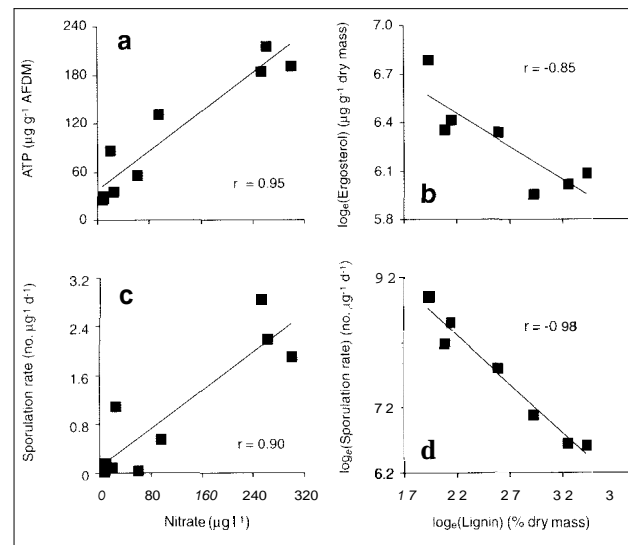 a
ATP (µg g-1 AFDM)
240
180
120
60
0
r = 0.95
b
loge(Ergosterol) (µg g-1 dry mass)
7.0
6.7
6.4
6.1
5.8
r = -0.85
c
Sporulation rate (no. µg-1 d-1)
3.2
2.4
1.6
0.8
0
r = 0.90
0 80 160 240 320
Nitrate (µg l-1)
d
loge(Sporulation rate) (no. µg-1 d-1)
9.2
7.2
6.2
r = -0.98
1 7 2.2 2.7 3.2 3
loge(Lignin) (% dry mass)